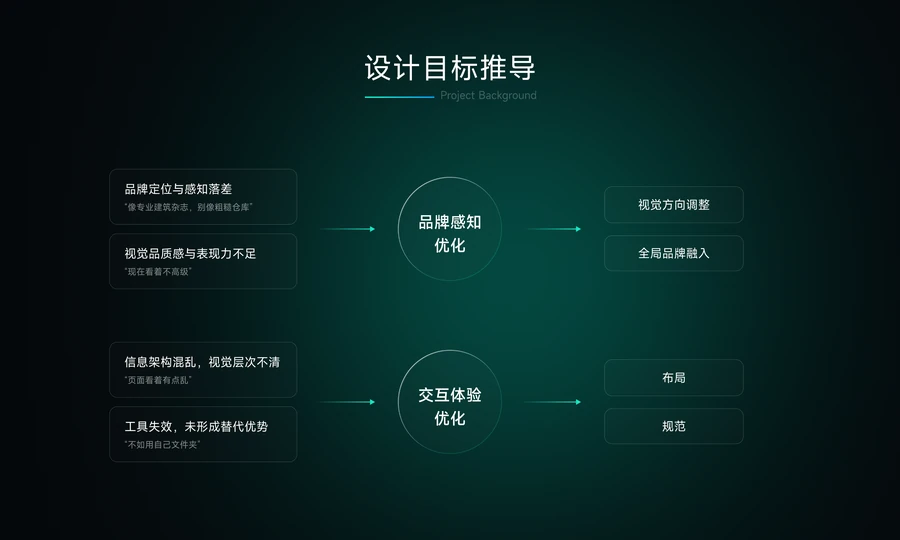 设计目标推导
Project Background
品牌定位与感知落差
"像专业建筑杂志，别像粗糙仓库"
视觉品质感与表现力不足
"现在看着不高级"
品牌感知
优化
视觉方向调整
全局品牌融入
信息架构混乱，视觉层次不清
"页面看着有点乱"
工具失效，未形成替代优势
"不如用自己文件夹"
交互体验
优化
布局
规范